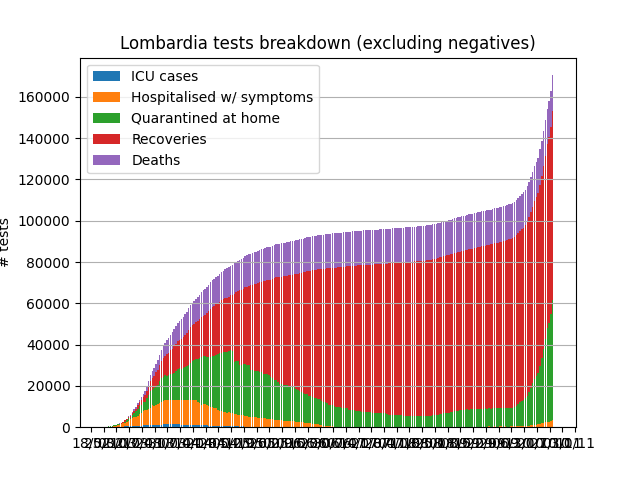 Lombardia tests breakdown (excluding negatives)
ICU cases
Hospitalised w/ symptoms
Quarantined at home
Recoveries
Deaths
160000
140000
120000
100000
80000
60000
40000
20000
0
# tests